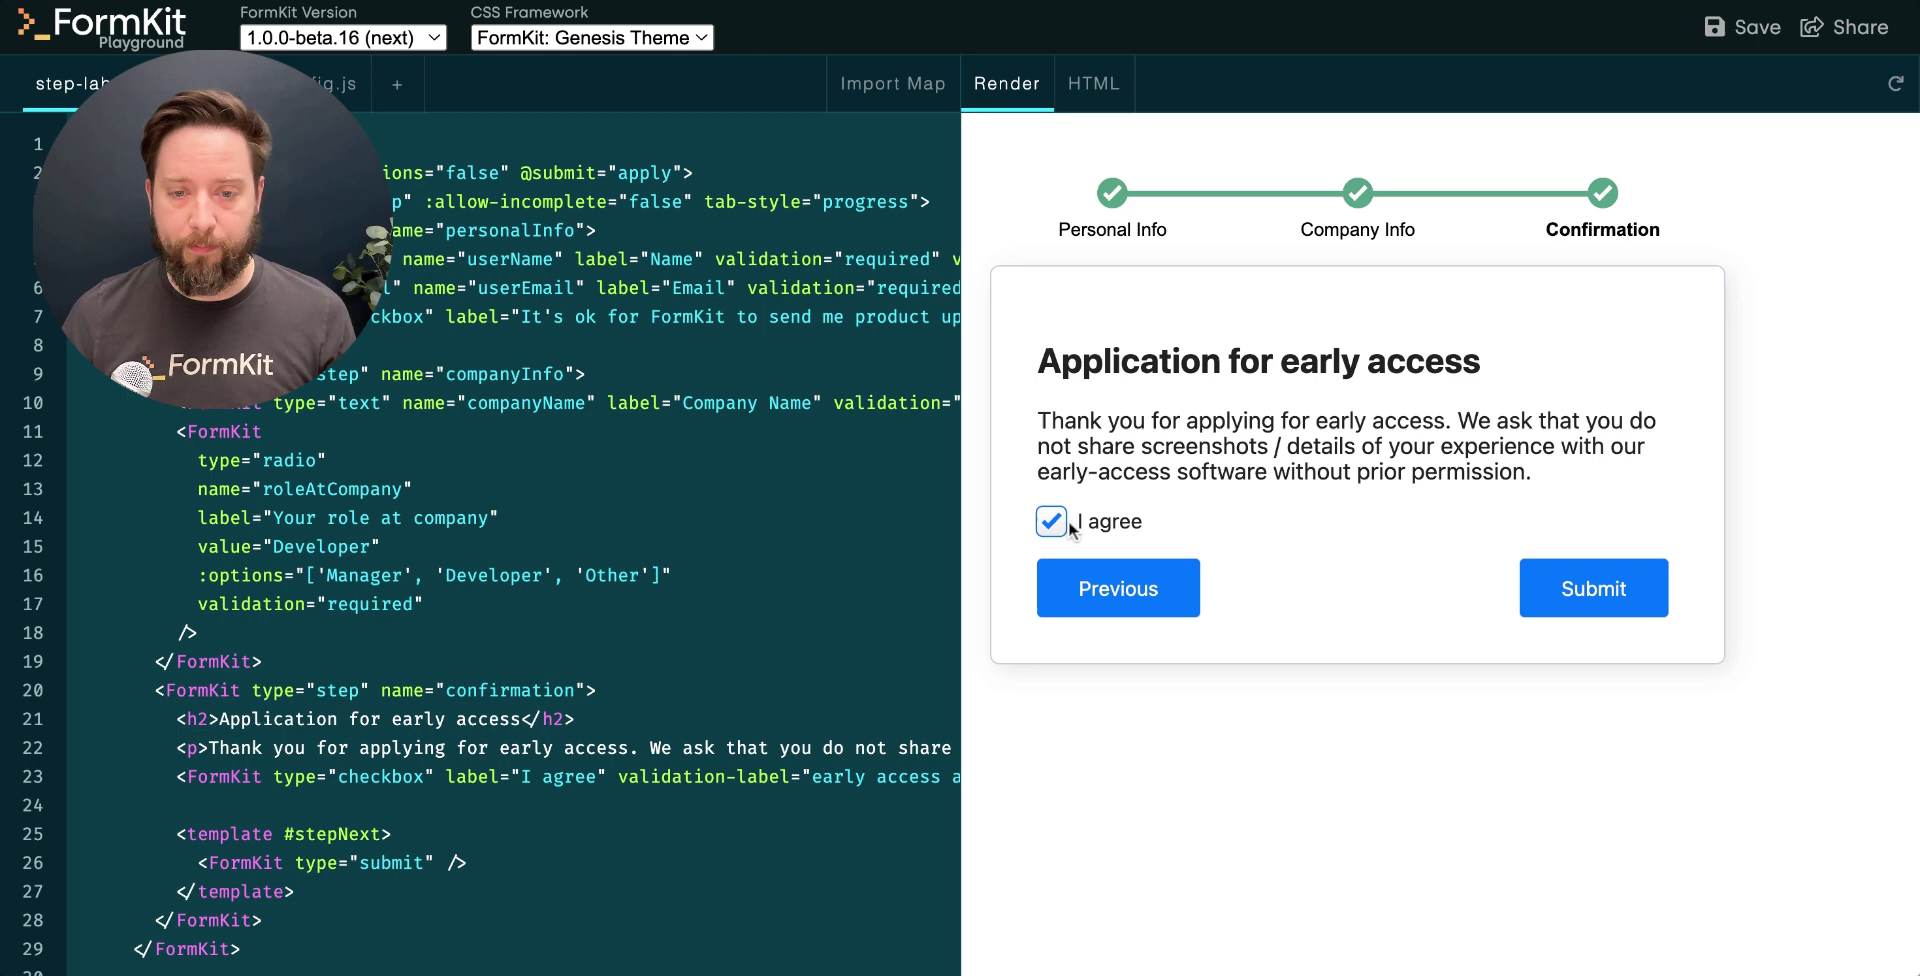 FormKit
Playground
FormKit Version
1.0.0-beta.16 (next)
CSS Framework
FormKit: Genesis Theme
Save
Share
step-lab
ig.js
+
Import Map
Render
HTML
1
2
ions="false" @submit="apply">
p" :allow-incomplete="false" tab-style="progress">
ame="personalInfo">
name="userName" label="Name" validation="required"
6
" name="userEmail" label="Email" validation="required
7
ckbox" label="It's ok for FormKit to send me product up
8
9
step" name="companyInfo">
10
type="text" name="companyName" label="Company Name" validation="
11 <FormKit
12 type="radio"
13 name="roleAtCompany"
14 label="Your role at company"
15 value="Developer"
16 :options="['Manager', 'Developer', 'Other']"
17 validation="required"
18 />
19 </FormKit>
20 <FormKit type="step" name="confirmation">
21 <h2>Application for early access</h2>
22 <p>Thank you for applying for early access. We ask that you do not share
23 <FormKit type="checkbox" label="I agree" validation-label="early access a
24
25 <template #stepNext>
26 <FormKit type="submit" />
27 </template>
28 </FormKit>
29 </FormKit>
FormKit
Personal Info
Company Info
Confirmation
Application for early access
Thank you for applying for early access. We ask that you do
not share screenshots / details of your experience with our
early-access software without prior permission.
I agree
Previous
Submit